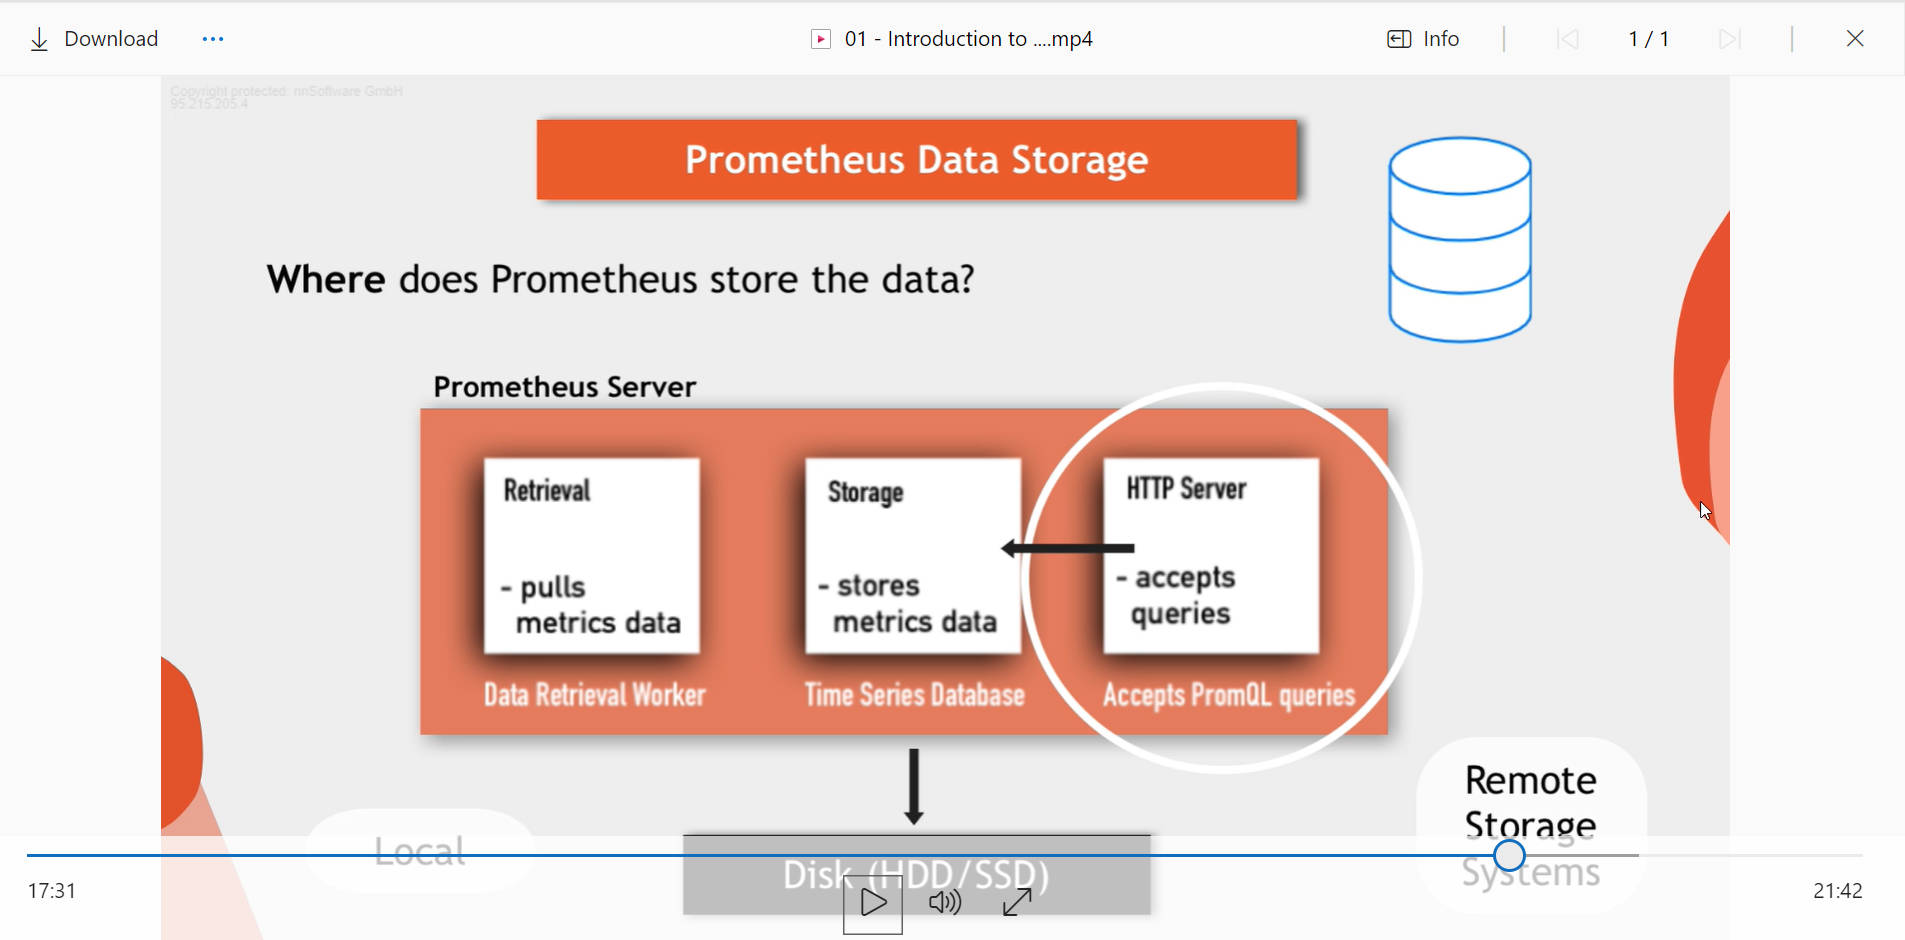 Download
...
01 - Introduction to ....mp4
Info
1 / 1
Copyright protected: nnSoftware GmbH
95.215.205.4
Prometheus Data Storage
Where does Prometheus store the data?
Prometheus Server
Retrieval
- pulls
metrics data
Data Retrieval Worker
Storage
- stores
metrics data
Time Series Database
HTTP Server
- accepts
queries
Accepts PromQL queries
Local
Disk (HDD/SSD)
Remote
Storage
Systems
17:31
21:42